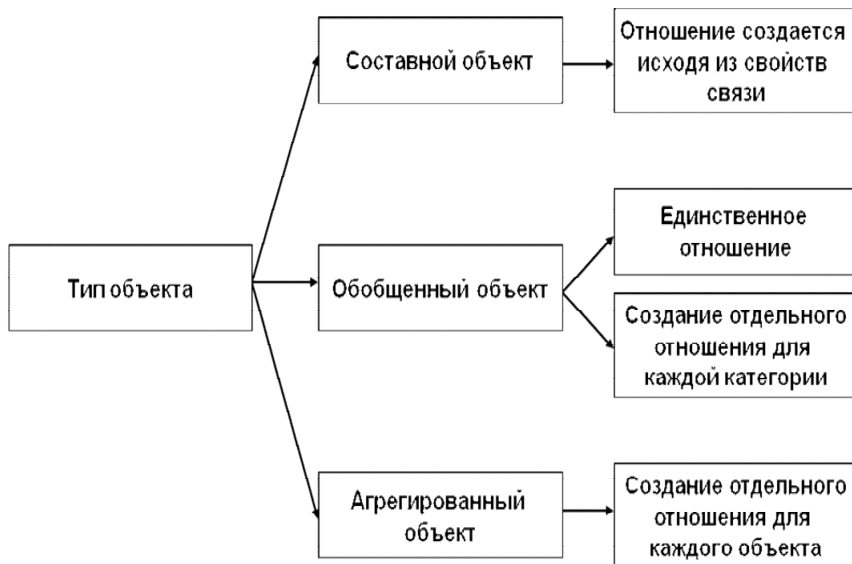 Составной объект
Отношение создается
исходя из свойств
связи
Тип объекта
Обобщенный объект
Единственное
отношение
Создание отдельного
отношения для
каждой категории
Агрегированный
объект
Создание отдельного
отношения для
каждого объекта